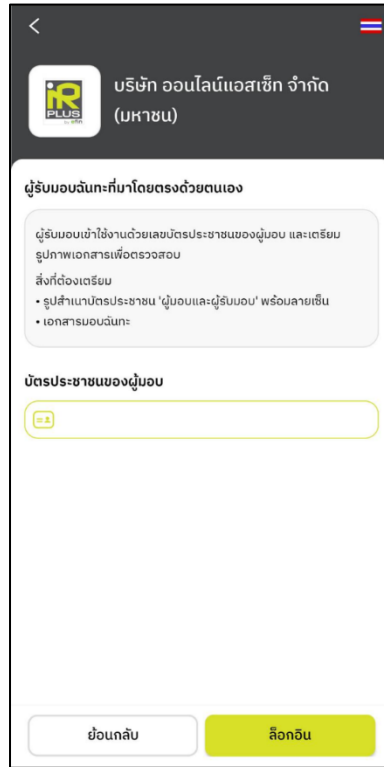 iR
PLUS
บริษัท ออนไลน์แอสเซ็ท จำกัด
(มหาชน)
ผู้รับมอบฉันทะที่มาโดยตรงด้วยตนเอง
ผู้รับมอบเข้าใช้งานด้วยเลขบัตรประชาชนของผู้มอบ และเตรียม
รูปภาพเอกสารเพื่อตรวจสอบ
สิ่งที่ต้องเตรียม
• รูปสำเนาบัตรประชาชน 'ผู้มอบและผู้รับมอบ' พร้อมลายเซ็น
• เอกสารมอบฉันทะ
บัตรประชาชนของผู้มอบ
ย้อนกลับ
ล็อกอิน